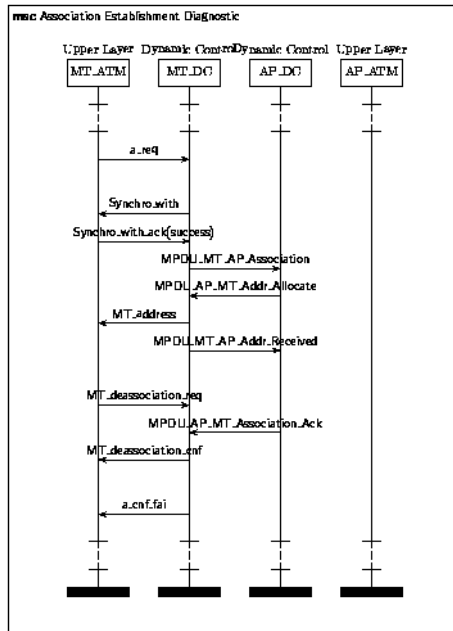 msc Association Establishment Diagnostic
Upper Layer Dynamic Control Dynamic Control Upper Layer
MT_ATM MT_DC AP_DC AP_ATM
a_req
Synchro_with
Synchro_with_ack(success)
MPDU_MT_AP_Association
MPDU_AP_MT_Addr_Allocate
MT_address
MPDU_MT_AP_Addr_Received
MT_deassociation_req
MPDU_AP_MT_Association_Ack
MT_deassociation_cnf
a_cnf_fai